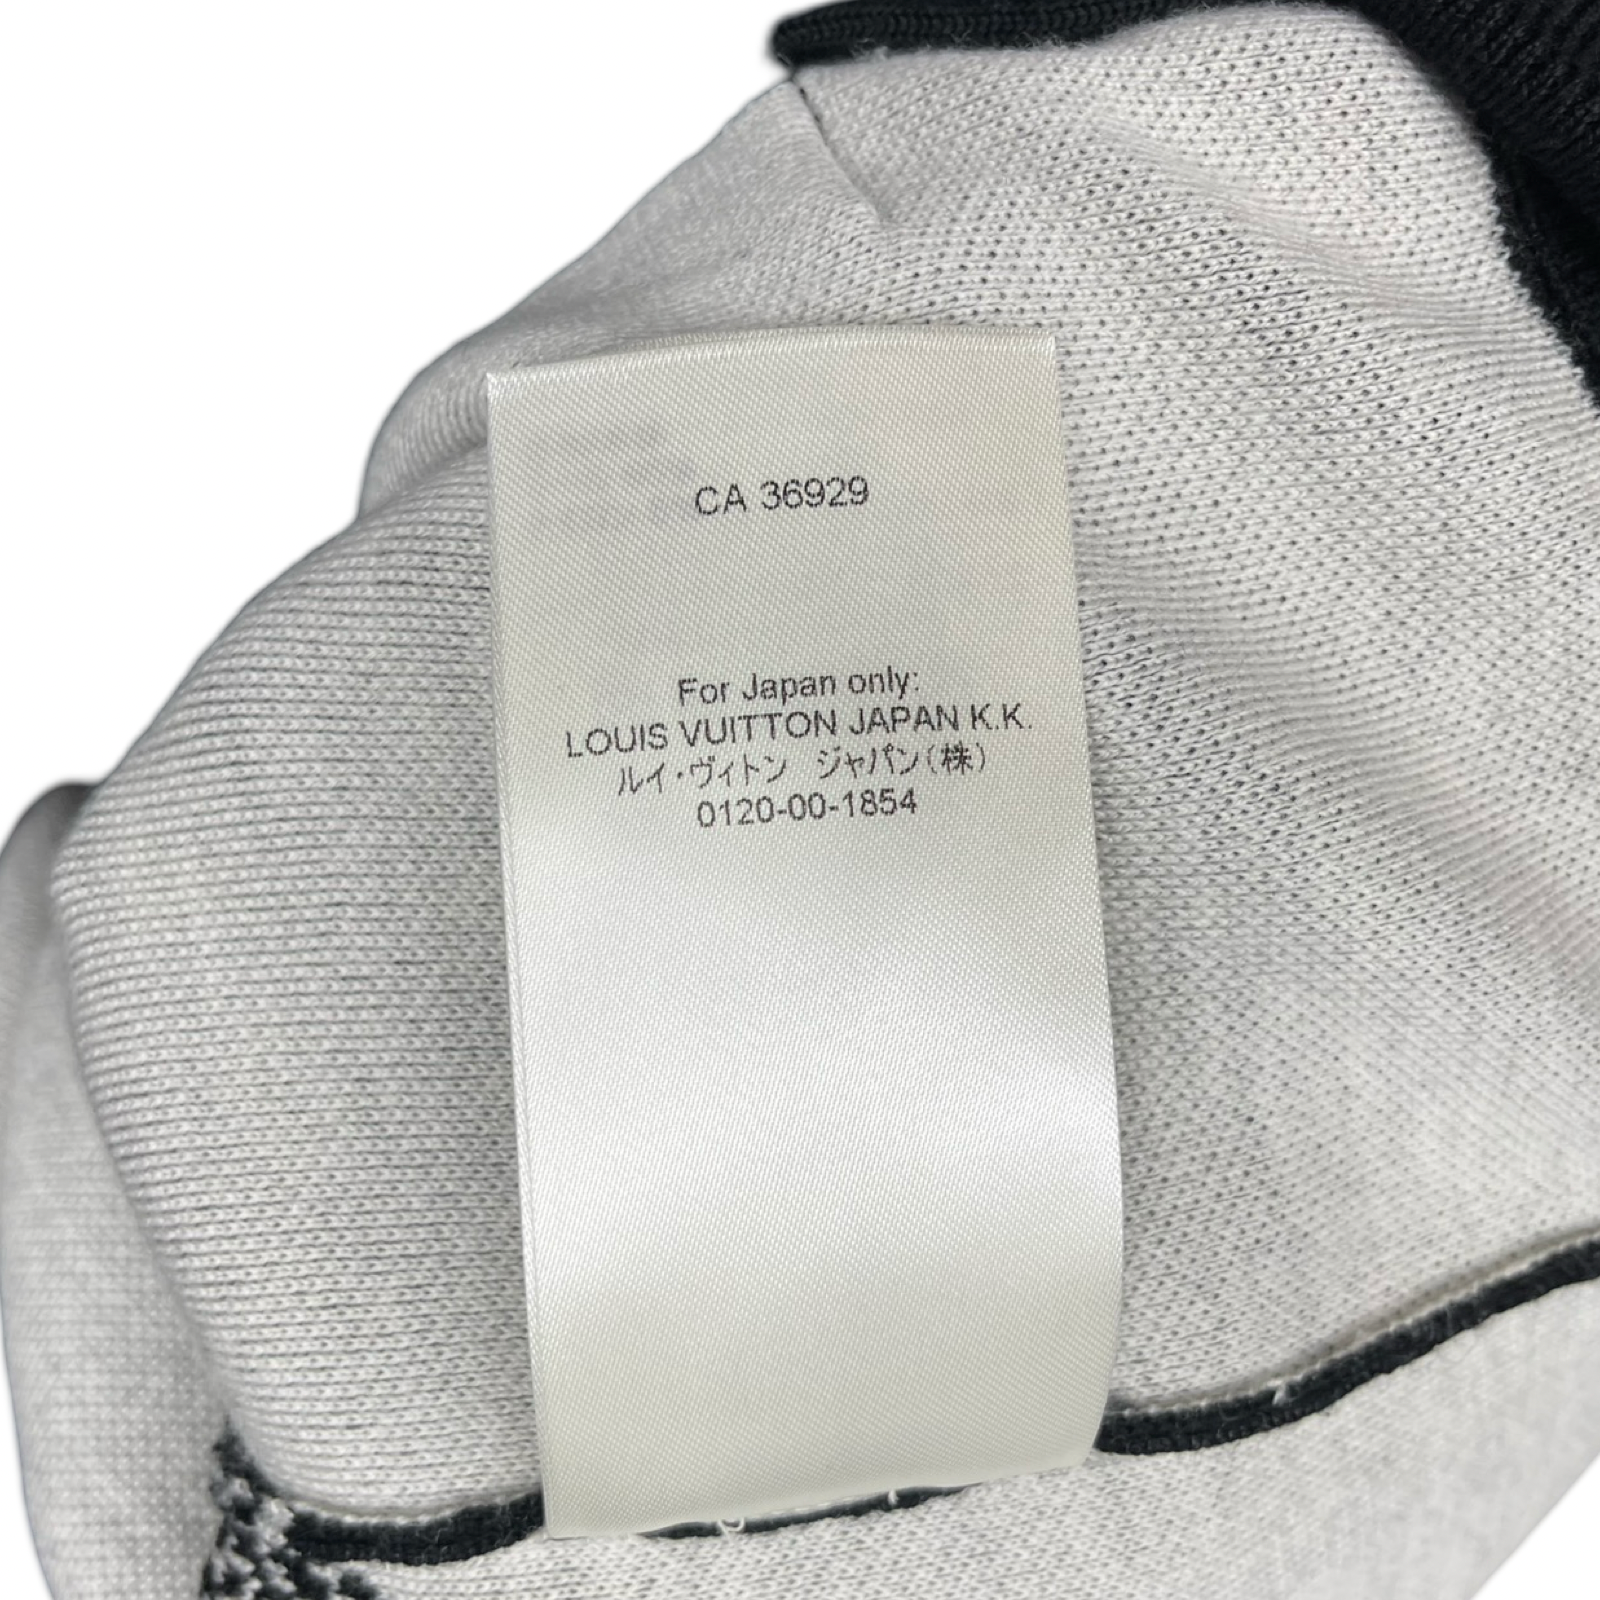 CA 36929
For Japan only:
LOUIS VUITTON JAPAN K.K.
ルイ・ヴィトン　ジャパン(株)
0120-00-1854